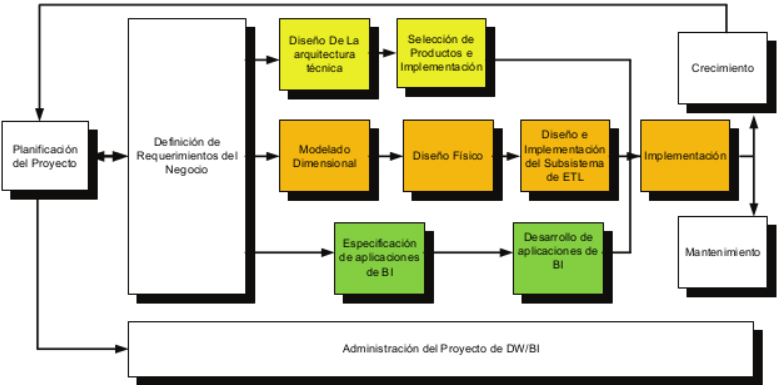 Diseño De La
arquitectura
técnica
Selección de
Productos e
Implementación
Crecimiento
Planificación
del Proyecto
Definición de
Requerimientos del
Negocio
Modelado
Dimensional
Diseño Físico
Diseño e
Implementación
del Subsistema
de ETL
Implementación
Especificación
de aplicaciones
de BI
Desarrollo de
aplicaciones de
BI
Mantenimiento
Administración del Proyecto de DW/BI